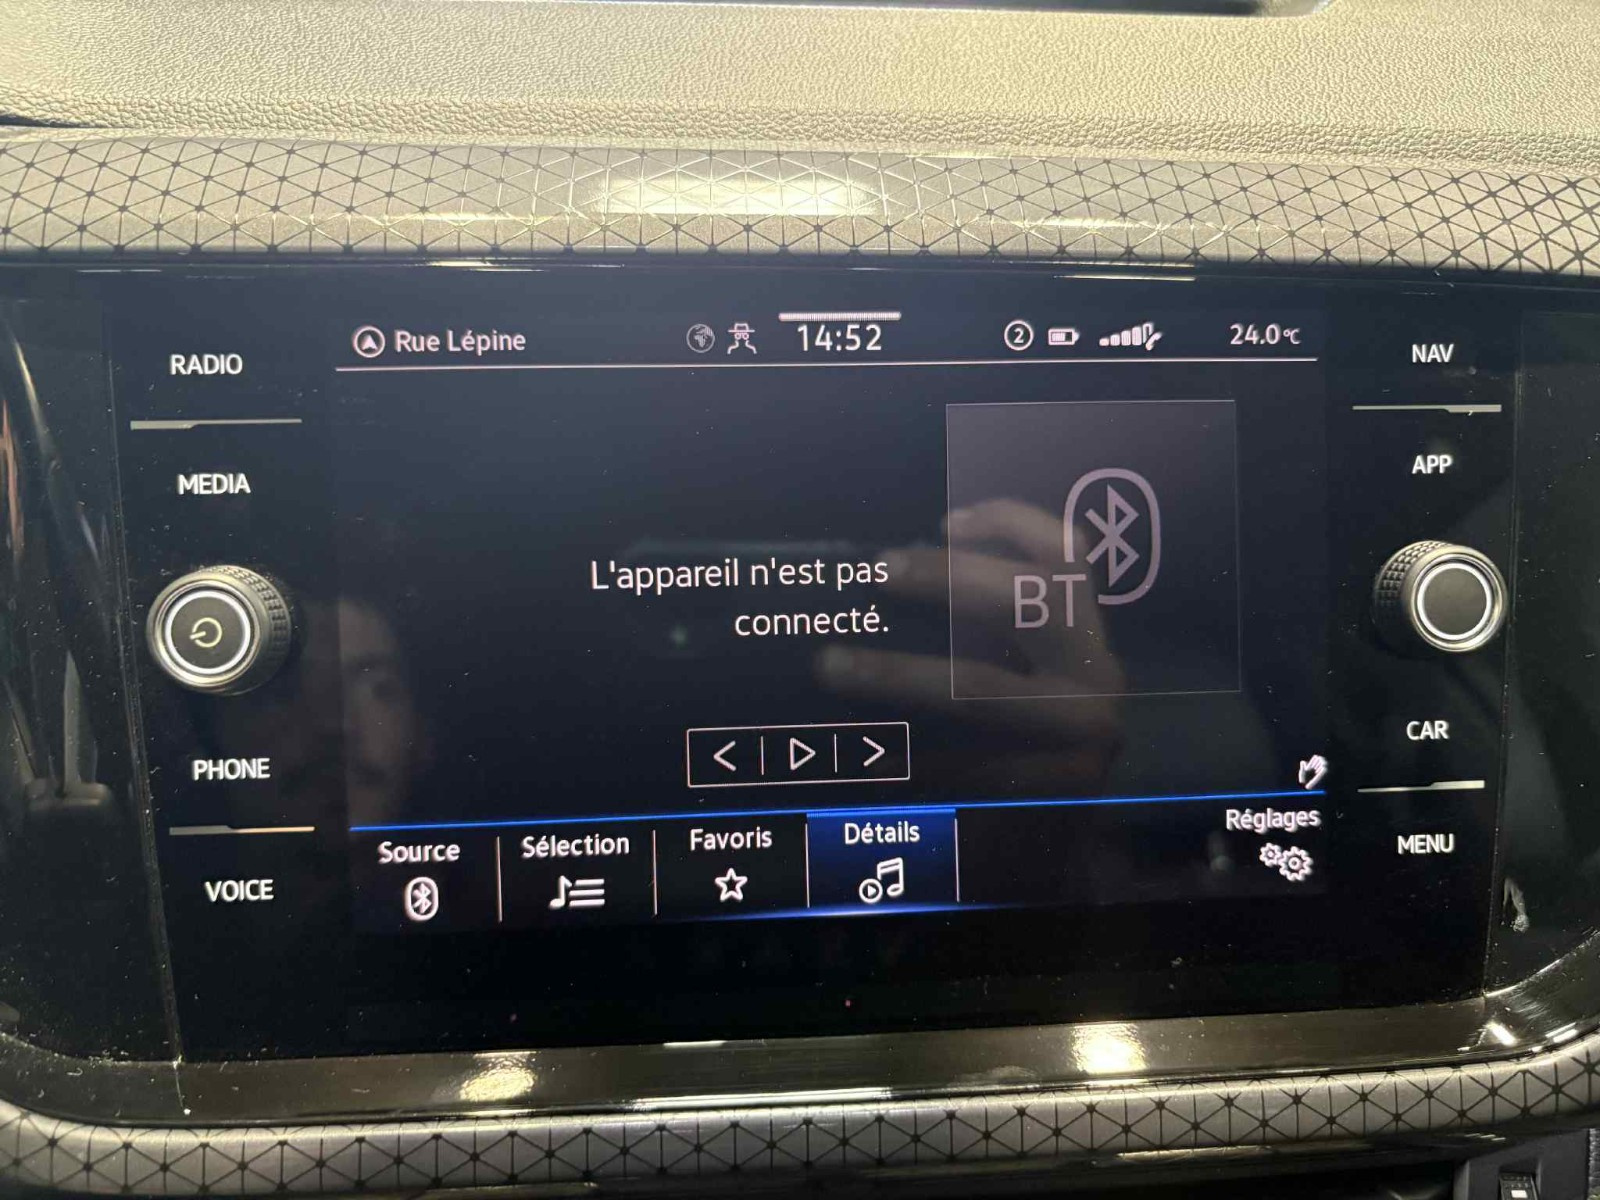 RADIO
MEDIA
PHONE
VOICE
Rue Lépine
14:52
2
24.0°C
L'appareil n'est pas
connecté.
BT
Source
Sélection
Favoris
Détails
Réglages
NAV
APP
CAR
MENU